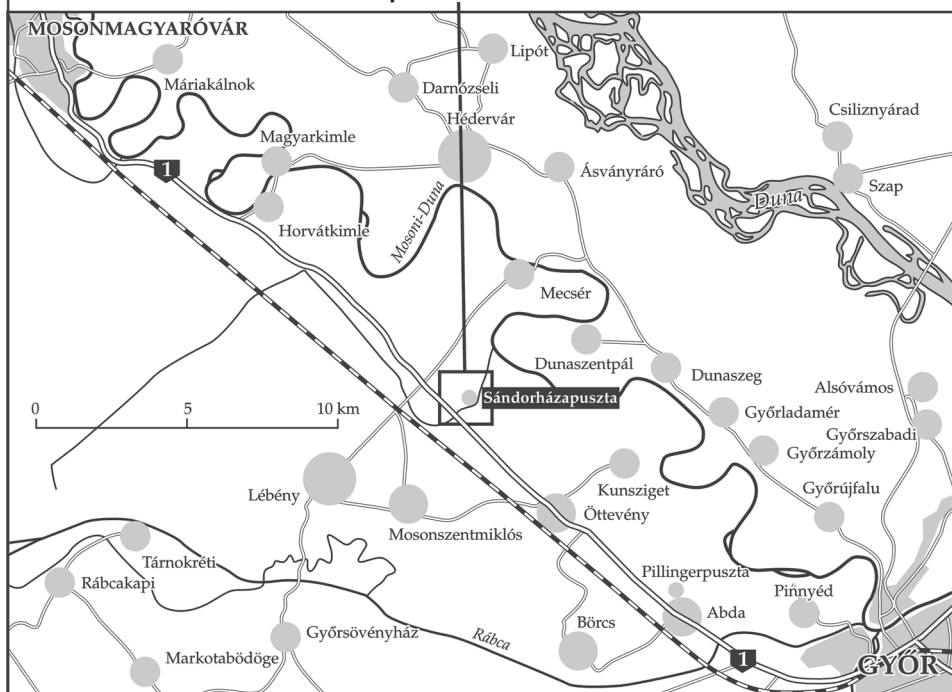 MOSONMAGYARÓVÁR
Lipót
Máriakálnok
Darnózseli
Csiliznyárad
Hédervár
Magyarkimle
1
Ásványráró
Szap
Duna
Mosoni-Duna
Horvátkimle
Mecsér
Dunaszentpál
Dunaszeg
Alsóvámos
Sándorházapuszta
0 5 10 km
Győrladamér
Győrszabadi
Győrzámoly
Kunsziget
Győrújfalu
Lébény
Öttevény
Mosonszentmiklós
Tárnokréti
Pillingerpuszta
Rábcakapi
Pinnyéd
Abda
Börcs
Győrsövényház
Rábca
Markotabödöge
1
GYŐR